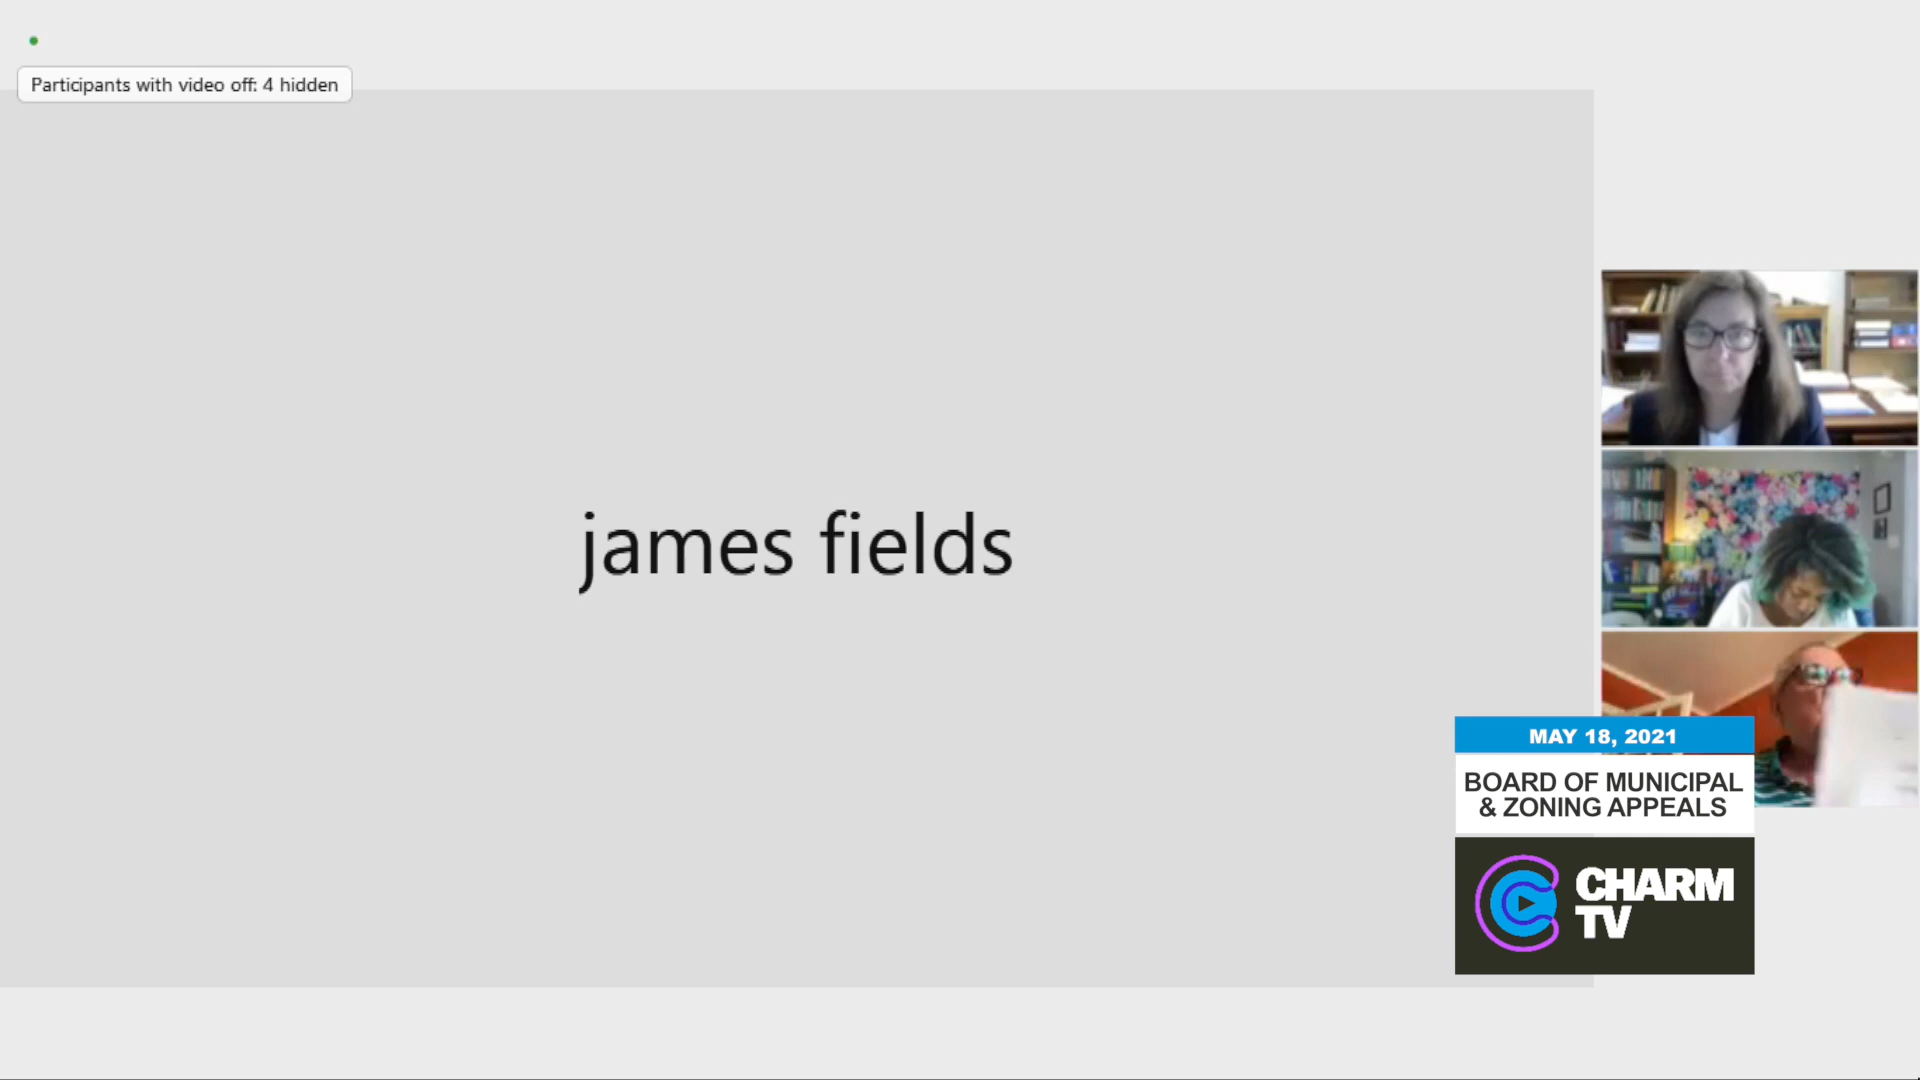 Participants with video off: 4 hidden
james fields
MAY 18, 2021
BOARD OF MUNICIPAL
& ZONING APPEALS
CHARM
TV